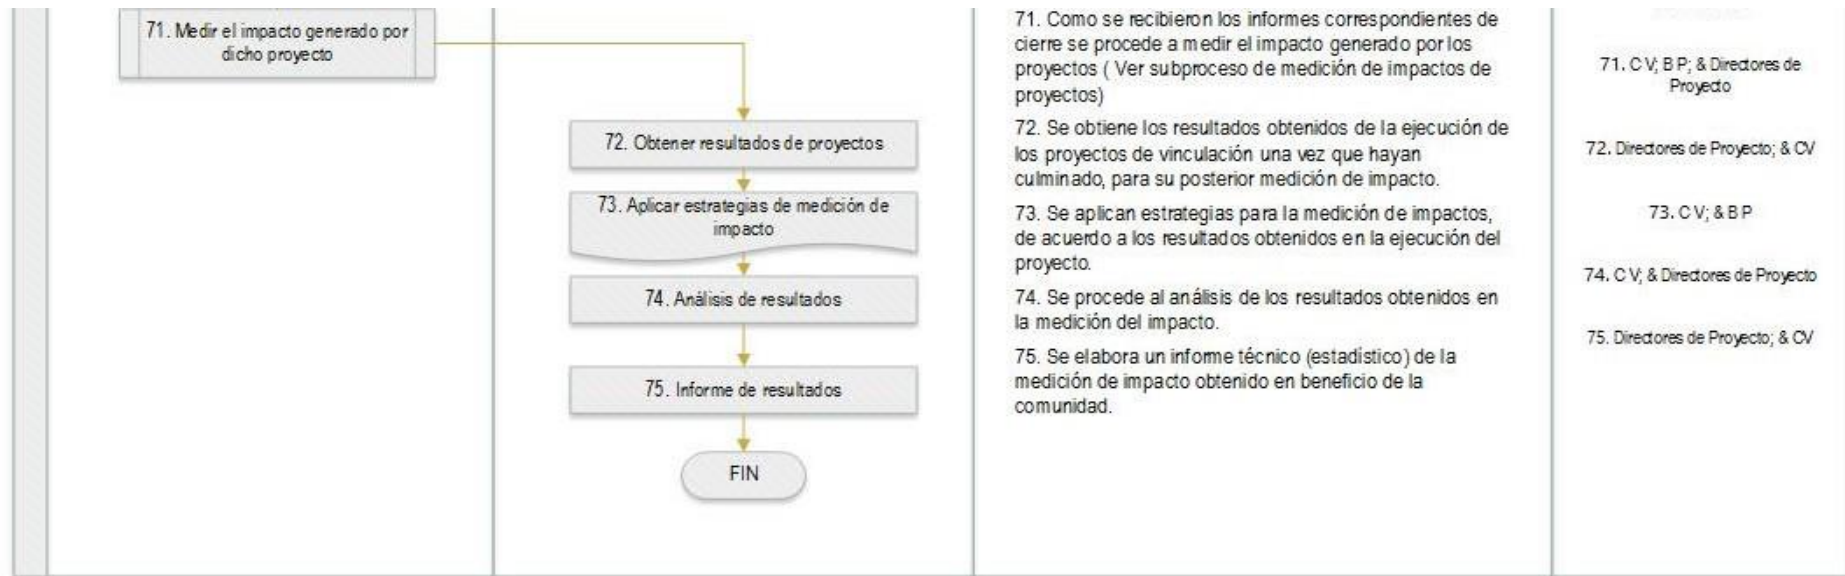 71. Medir el impacto generado por
dicho proyecto
72. Obtener resultados de proyectos
73. Aplicar estrategias de medición de
impacto
74. Análisis de resultados
75. Informe de resultados
FIN
71. Como se recibieron los informes correspondientes de
cierre se procede a medir el impacto generado por los
proyectos ( Ver subproceso de medición de impactos de
proyectos)
72. Se obtiene los resultados obtenidos de la ejecución de
los proyectos de vinculación una vez que hayan
culminado, para su posterior medición de impacto.
73. Se aplican estrategias para la medición de impactos,
de acuerdo a los resultados obtenidos en la ejecución del
proyecto.
74. Se procede al análisis de los resultados obtenidos en
la medición del impacto.
75. Se elabora un informe técnico (estadístico) de la
medición de impacto obtenido en beneficio de la
comunidad.
71. C V; B P; & Directores de
Proyecto
72. Directores de Proyecto; & CV
73. C V; & B P
74. C V; & Directores de Proyecto
75. Directores de Proyecto; & CV